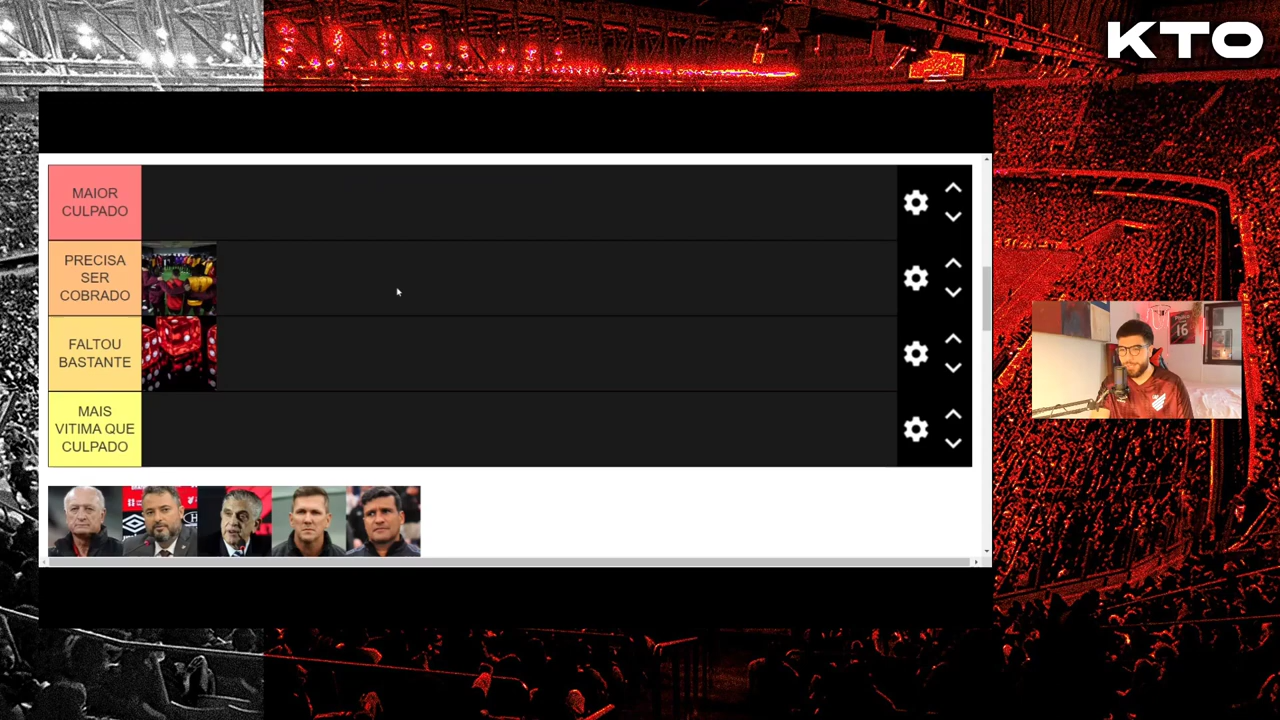 KTO
MAIOR
CULPADO
PRECISA
SER
COBRADO
FALTOU
BASTANTE
MAIS
VITIMA QUE
CULPADO
16